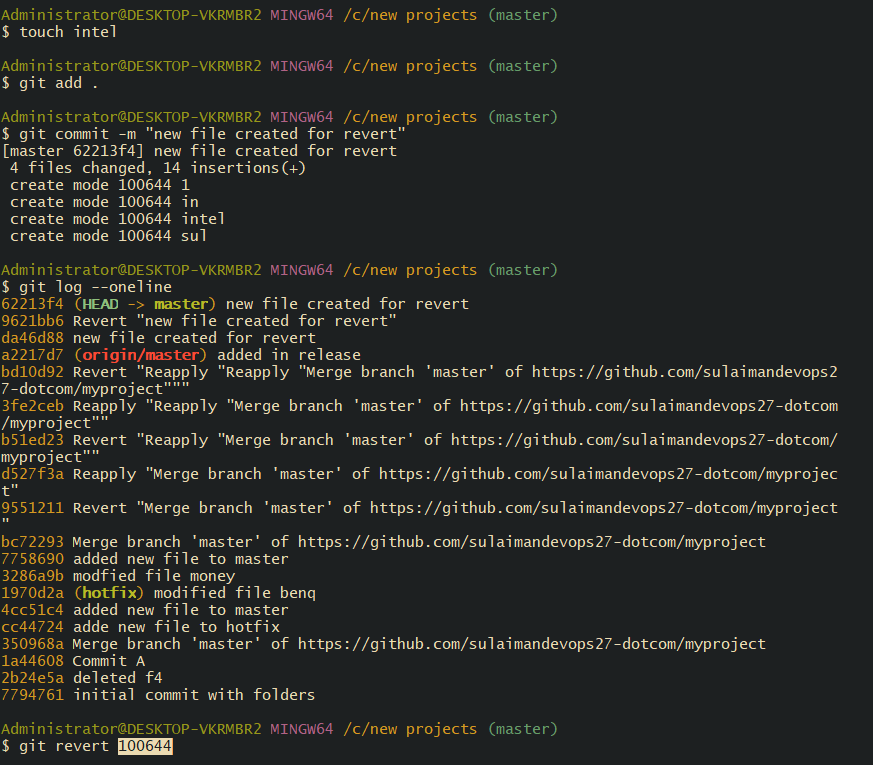 Administrator@DESKTOP-VKRMBR2 MINGW64 /c/new projects (master)
$ touch intel
Administrator@DESKTOP-VKRMBR2 MINGW64 /c/new projects (master)
$ git add .
Administrator@DESKTOP-VKRMBR2 MINGW64 /c/new projects (master)
$ git commit -m "new file created for revert"
[master 62213f4] new file created for revert
 4 files changed, 14 insertions(+)
 create mode 100644 1
 create mode 100644 in
 create mode 100644 intel
 create mode 100644 sul
Administrator@DESKTOP-VKRMBR2 MINGW64 /c/new projects (master)
$ git log --oneline
62213f4 (HEAD -> master) new file created for revert
9621bb6 Revert "new file created for revert"
da46d88 new file created for revert
a2217d7 (origin/master) added in release
bd10d92 Revert "Reapply "Reapply "Merge branch 'master' of https://github.com/sulaimandevops2
7-dotcom/myproject"""
3fe2ceb Reapply "Reapply "Merge branch 'master' of https://github.com/sulaimandevops27-dotcom
/myproject""
b51ed23 Revert "Reapply "Merge branch 'master' of https://github.com/sulaimandevops27-dotcom/
myproject""
d527f3a Reapply "Merge branch 'master' of https://github.com/sulaimandevops27-dotcom/myprojec
t"
9551211 Revert "Merge branch 'master' of https://github.com/sulaimandevops27-dotcom/myproject
"
bc72293 Merge branch 'master' of https://github.com/sulaimandevops27-dotcom/myproject
7758690 added new file to master
3286a9b modfied file money
1970d2a (hotfix) modified file benq
4cc51c4 added new file to master
cc44724 adde new file to hotfix
350968a Merge branch 'master' of https://github.com/sulaimandevops27-dotcom/myproject
1a44608 Commit A
2b24e5a deleted f4
7794761 initial commit with folders
Administrator@DESKTOP-VKRMBR2 MINGW64 /c/new projects (master)
$ git revert 100644